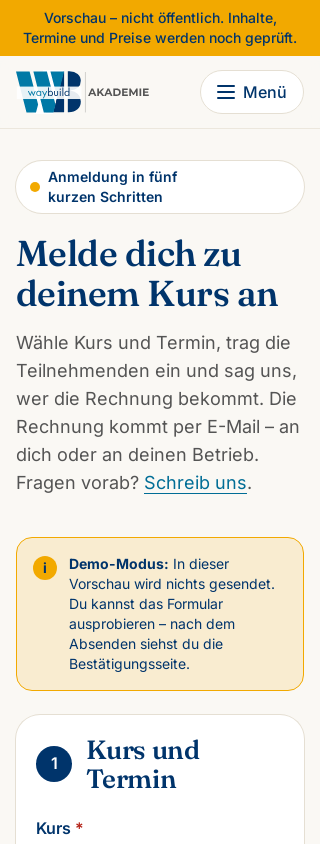 Vorschau – nicht öffentlich. Inhalte,
Termine und Preise werden noch geprüft.
WB waybuild AKADEMIE
Menü
Anmeldung in fünf
kurzen Schritten
Melde dich zu
deinem Kurs an
Wähle Kurs und Termin, trag die
Teilnehmenden ein und sag uns,
wer die Rechnung bekommt. Die
Rechnung kommt per E-Mail – an
dich oder an deinen Betrieb.
Fragen vorab? Schreib uns.
i
Demo-Modus: In dieser
Vorschau wird nichts gesendet.
Du kannst das Formular
ausprobieren – nach dem
Absenden siehst du die
Bestätigungsseite.
1
Kurs und
Termin
Kurs *